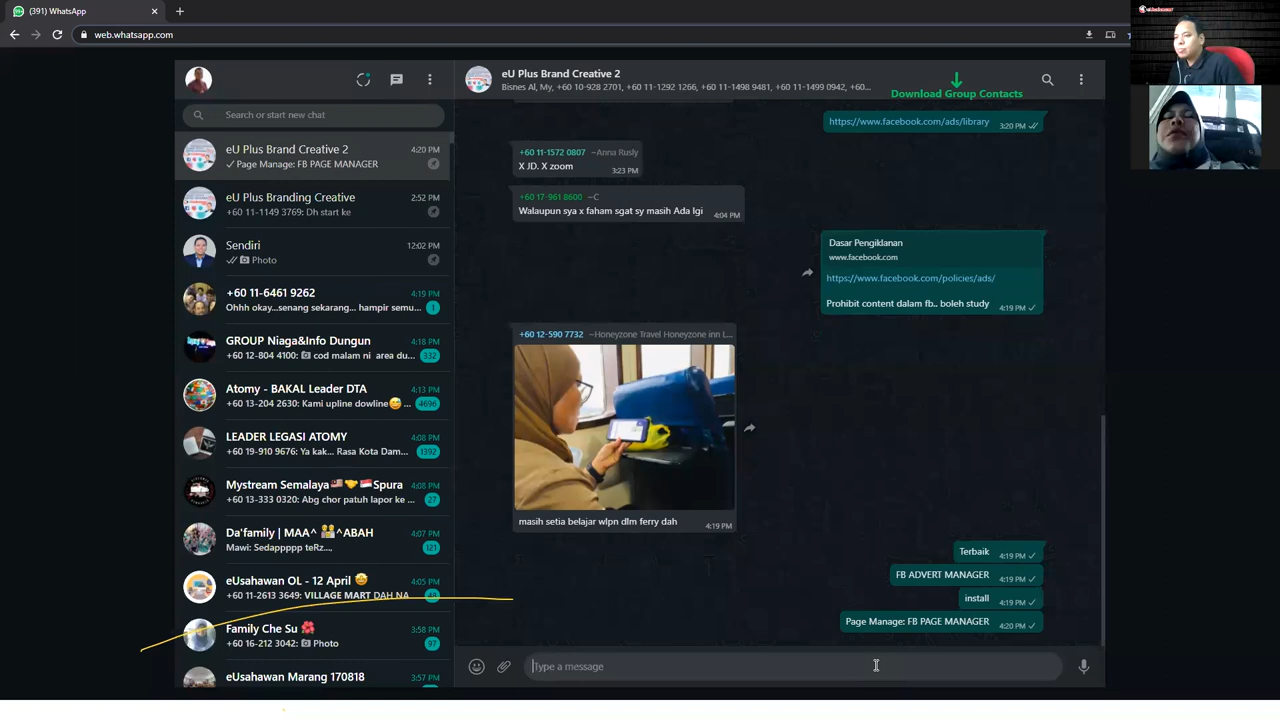 (391) WhatsApp
web.whatsapp.com
Search or start new chat
eU Plus Brand Creative 2
4:20 PM
Page Manage: FB PAGE MANAGER
eU Plus Branding Creative
2:52 PM
+60 11-1149 3769: Dh start ke
Sendiri
12:02 PM
Photo
+60 11-6461 9262
4:19 PM
Ohhh okay...senang sekarang... hampir semu...
1
GROUP Niaga&Info Dungun
4:18 PM
+60 12-804 4100: cod malam ni area du...
332
Atomy - BAKAL Leader DTA
4:13 PM
+60 13-204 2630: Kami upline dowline😅 ...
4696
LEADER LEGASI ATOMY
4:08 PM
+60 19-910 9676: Ya kak... Rasa Kota Dam...
1392
Mystream Semalaya🇲🇾🤝🇮🇩Spura
4:08 PM
+60 13-333 0320: Abg chor patuh lapor ke ...
27
Da'family | MAA^ 👫^ABAH
4:07 PM
Mawi: Sedappppp teRz...,
121
eUsahawan OL - 12 April 🤩
4:05 PM
+60 11-2613 3649: VILLAGE MART DAH NA
Family Che Su 🌺
3:58 PM
+60 16-212 3042: Photo
97
eUsahawan Marang 170818
3:57 PM
eU Plus Brand Creative 2
Bisnes Al, My, +60 10-928 2701, +60 11-1292 1266, +60 11-1498 9481, +60 11-1499 0942, +60...
Download Group Contacts
https://www.facebook.com/ads/library
3:20 PM
+60 11-1572 0807 ~Anna Rusly
X JD. X zoom
3:23 PM
+60 17-961 8600 ~C
Walaupun sya x faham sgat sy masih Ada lgi
4:04 PM
Dasar Pengiklanan
www.facebook.com
https://www.facebook.com/policies/ads/
Prohibit content dalam fb.. boleh study
4:19 PM
+60 12-590 7732 ~Honeyzone Travel Honeyzone inn L...
masih setia belajar wlpn dlm ferry dah
4:19 PM
Terbaik
4:19 PM
FB ADVERT MANAGER
4:19 PM
install
4:19 PM
Page Manage: FB PAGE MANAGER
4:20 PM
Type a message